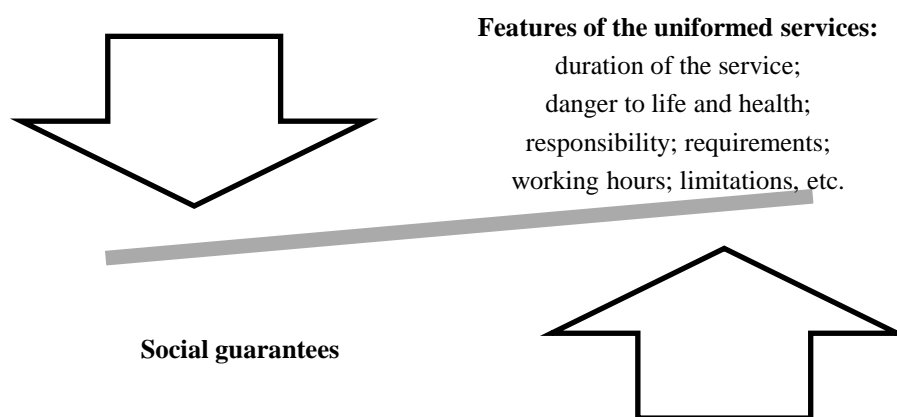 Features of the uniformed services:
duration of the service;
danger to life and health;
responsibility; requirements;
working hours; limitations, etc.
Social guarantees